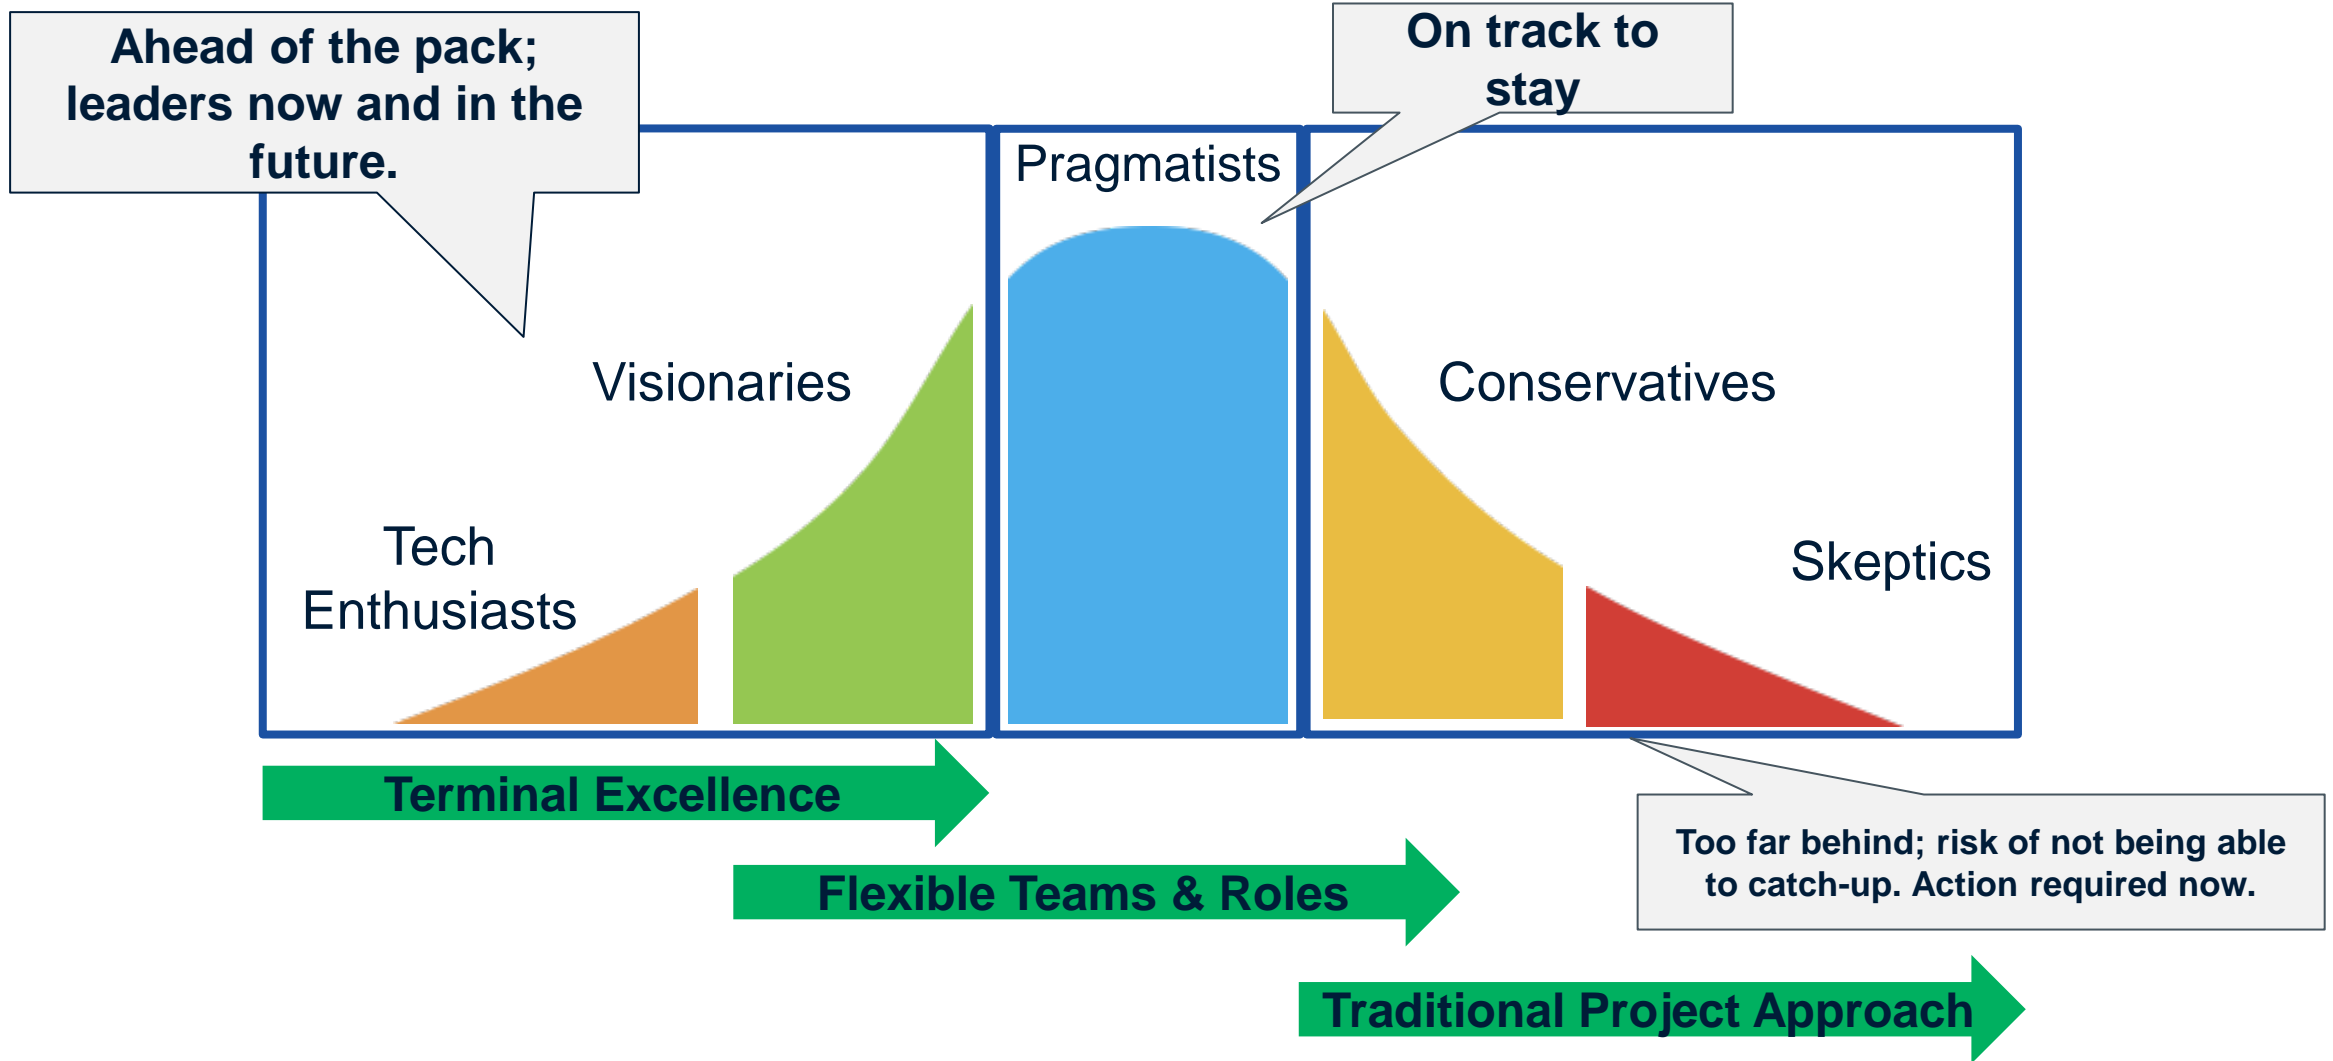 Ahead of the pack;
leaders now and in the
future.
On track to
stay
Pragmatists
Visionaries
Conservatives
Tech
Enthusiasts
Skeptics
Terminal Excellence
Flexible Teams & Roles
Too far behind; risk of not being able
to catch-up. Action required now.
Traditional Project Approach